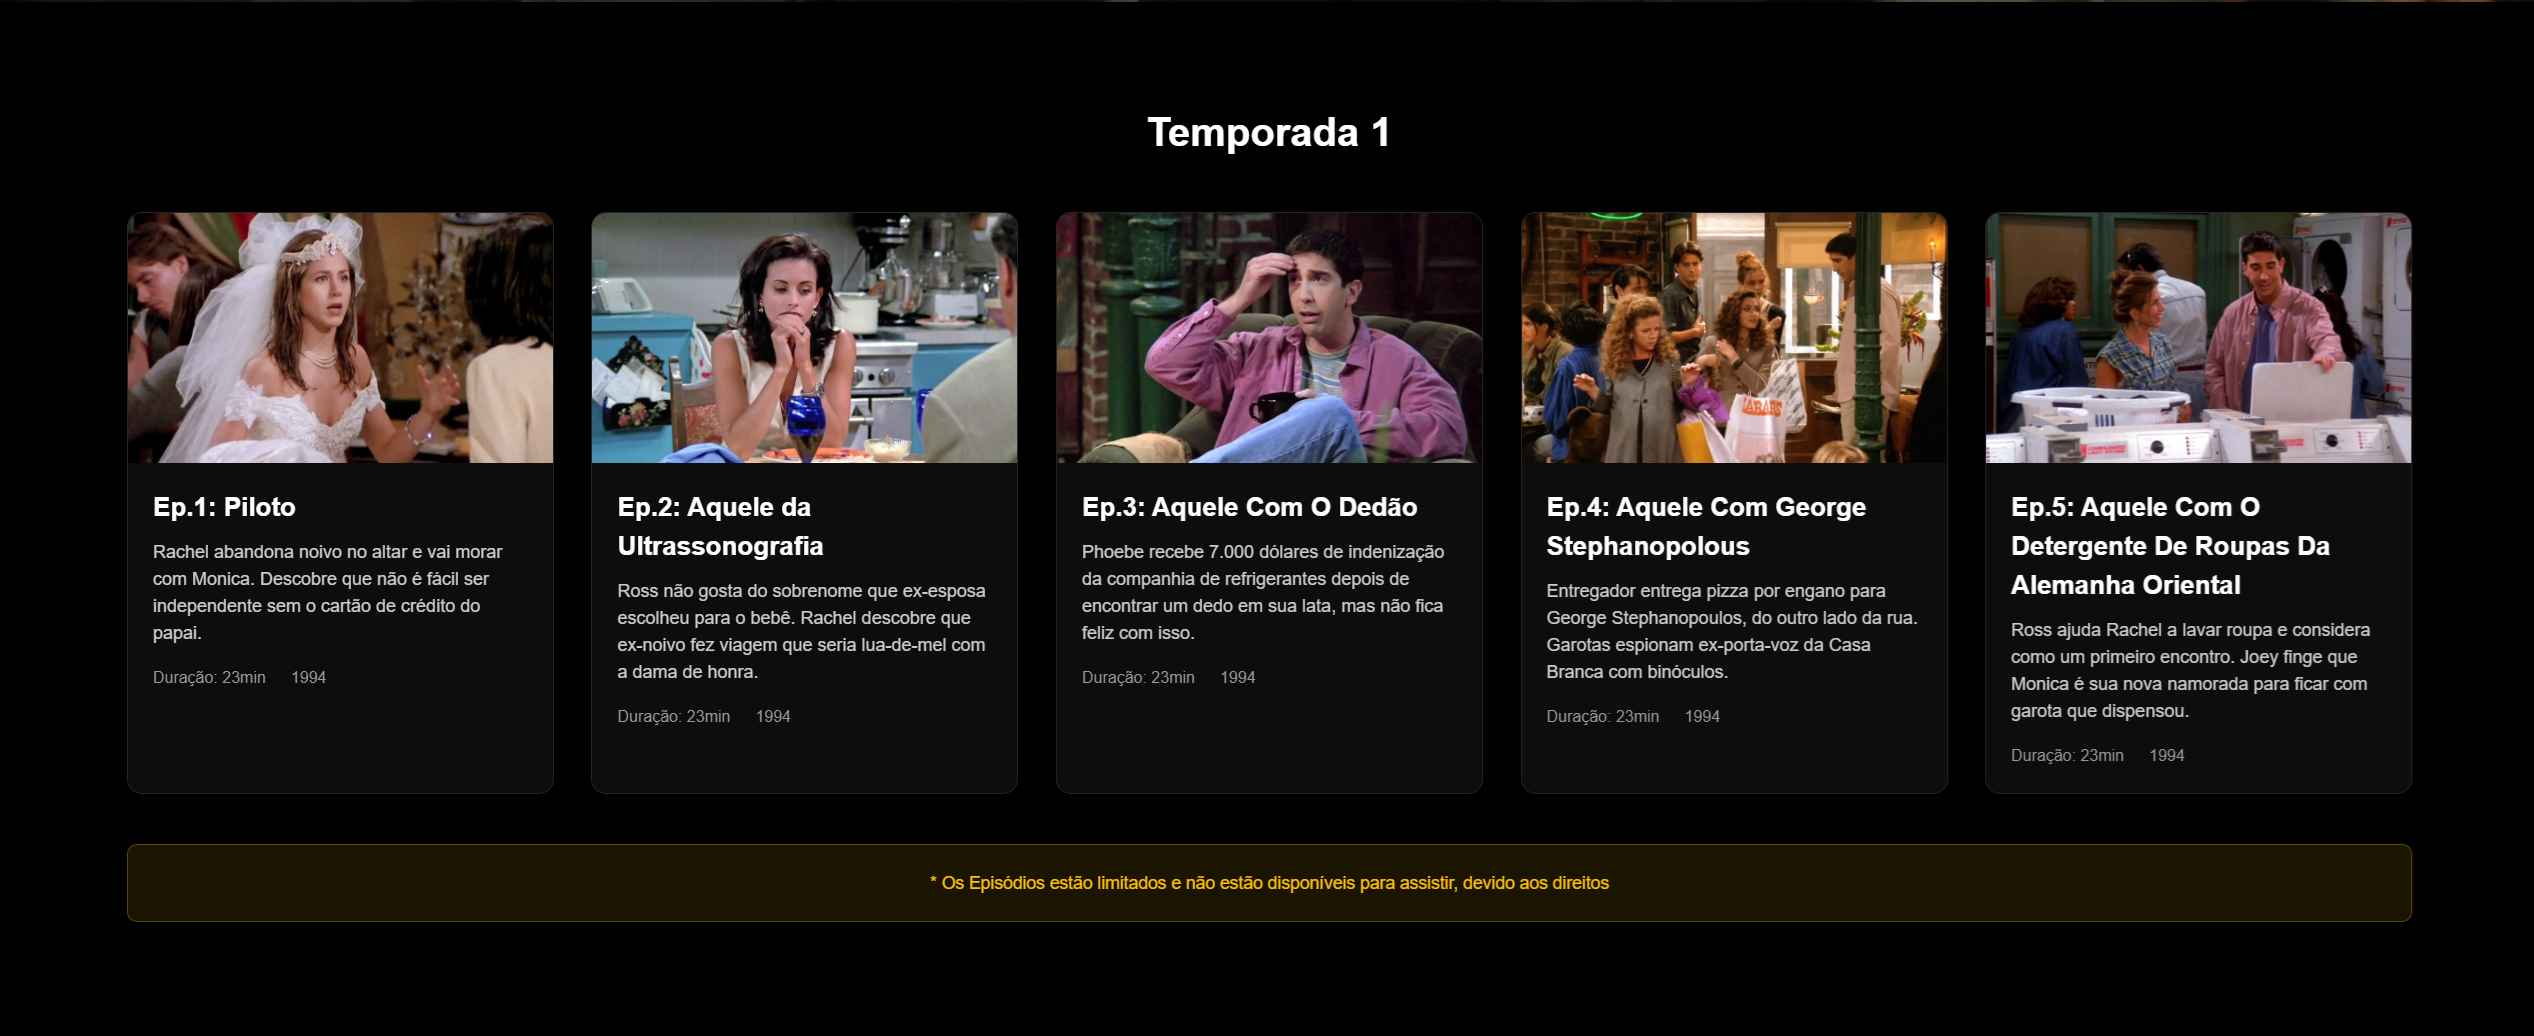 Temporada 1
Ep.1: Piloto
Rachel abandona noivo no altar e vai morar
com Monica. Descobre que não é fácil ser
independente sem o cartão de crédito do
papai.
Duração: 23min 1994
Ep.2: Aquele da
Ultrassonografia
Ross não gosta do sobrenome que ex-esposa
escolheu para o bebê. Rachel descobre que
ex-noivo fez viagem que seria lua-de-mel com
a dama de honra.
Duração: 23min 1994
Ep.3: Aquele Com O Dedão
Phoebe recebe 7.000 dólares de indenização
da companhia de refrigerantes depois de
encontrar um dedo em sua lata, mas não fica
feliz com isso.
Duração: 23min 1994
Ep.4: Aquele Com George
Stephanopolous
Entregador entrega pizza por engano para
George Stephanopoulos, do outro lado da rua.
Garotas espionam ex-porta-voz da Casa
Branca com binóculos.
Duração: 23min 1994
Ep.5: Aquele Com O
Detergente De Roupas Da
Alemanha Oriental
Ross ajuda Rachel a lavar roupa e considera
como um primeiro encontro. Joey finge que
Monica é sua nova namorada para ficar com
garota que dispensou.
Duração: 23min 1994
* Os Episódios estão limitados e não estão disponíveis para assistir, devido aos direitos